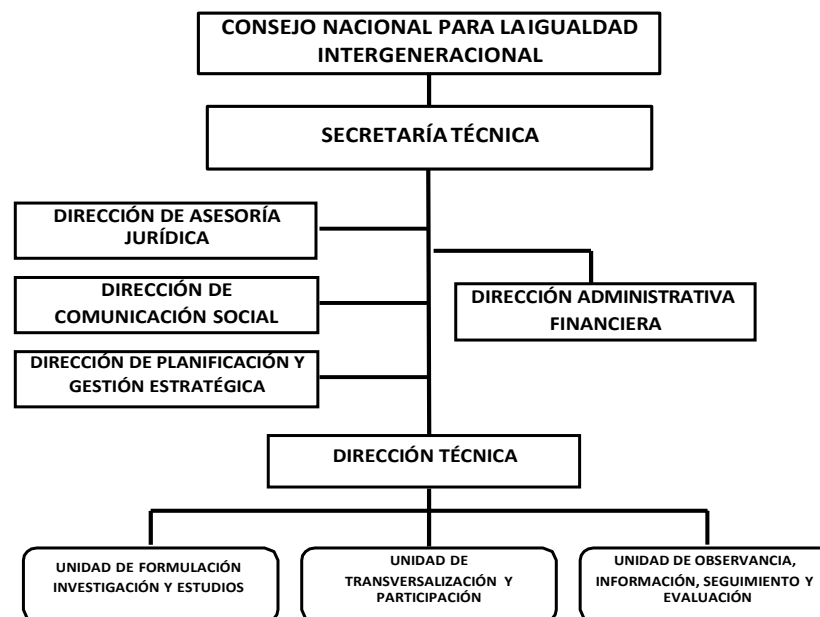 CONSEJO NACIONAL PARA LA IGUALDAD
INTERGENERACIONAL
SECRETARÍA TÉCNICA
DIRECCIÓN DE ASESORÍA
JURÍDICA
DIRECCIÓN DE
COMUNICACIÓN SOCIAL
DIRECCIÓN ADMINISTRATIVA
FINANCIERA
DIRECCIÓN DE PLANIFICACIÓN Y
GESTIÓN ESTRATÉGICA
DIRECCIÓN TÉCNICA
UNIDAD DE FORMULACIÓN
INVESTIGACIÓN Y ESTUDIOS
UNIDAD DE
TRANSVERSALIZACIÓN Y
PARTICIPACIÓN
UNIDAD DE OBSERVANCIA,
INFORMACIÓN, SEGUIMIENTO Y
EVALUACIÓN